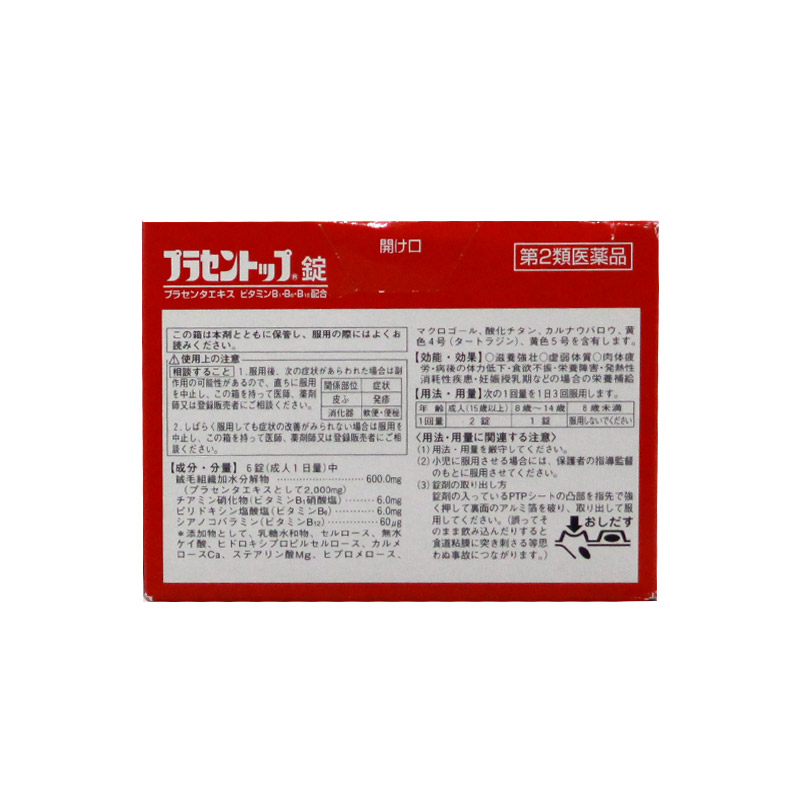 開け口
プラセントップ®錠
第2類医薬品
プラセンタエキス ビタミンB₁・B₆・B₁₂配合
この箱は本剤とともに保管し、服用の際にはよくお
読みください。
⚠使用上の注意
相談すること 1.服用後、次の症状があらわれた場合は副
作用の可能性があるので、直ちに服用
を中止し、この箱を持って医師、薬剤
師又は登録販売者にご相談ください。
関係部位 症状
皮ふ 発疹
消化器 軟便・便秘
2.しばらく服用しても症状の改善がみられない場合は服用を
中止し、この箱を持って医師、薬剤師又は登録販売者にご相
談ください。
【成分・分量】 6錠(成人1日量)中
絨毛組織加水分解物 600.0mg
(プラセンタエキスとして2,000mg)
チアミン硝化物(ビタミンB₁硝酸塩) 6.0mg
ピリドキシン塩酸塩(ビタミンB₆) 6.0mg
シアノコバラミン(ビタミンB₁₂) 60μg
*添加物として、乳糖水和物、セルロース、無水
ケイ酸、ヒドロキシプロピルセルロース、カルメ
ロースCa、ステアリン酸Mg、ヒプロメロース、
マクロゴール、酸化チタン、カルナウバロウ、黄
色4号(タートラジン)、黄色5号を含有します。
【効能・効果】○滋養強壮○虚弱体質○肉体疲
労・病後の体力低下・食欲不振・栄養障害・発熱性
消耗性疾患・妊娠授乳期などの場合の栄養補給
【用法・用量】次の1回量を1日3回服用します。
年齢 成人(15歳以上) 8歳〜14歳 8歳未満
1回量 2錠 1錠 服用しないでください
〈用法・用量に関連する注意〉
(1)用法・用量を厳守してください。
(2)小児に服用させる場合には、保護者の指導監督
のもとに服用させてください。
(3)錠剤の取り出し方
錠剤の入っているPTPシートの凸部を指先で強
く押して裏面のアルミ箔を破り、取り出して服
用してください。(誤ってそ
のまま飲み込んだりすると
食道粘膜に突き刺さる等思
わぬ事故につながります。)
おしだす